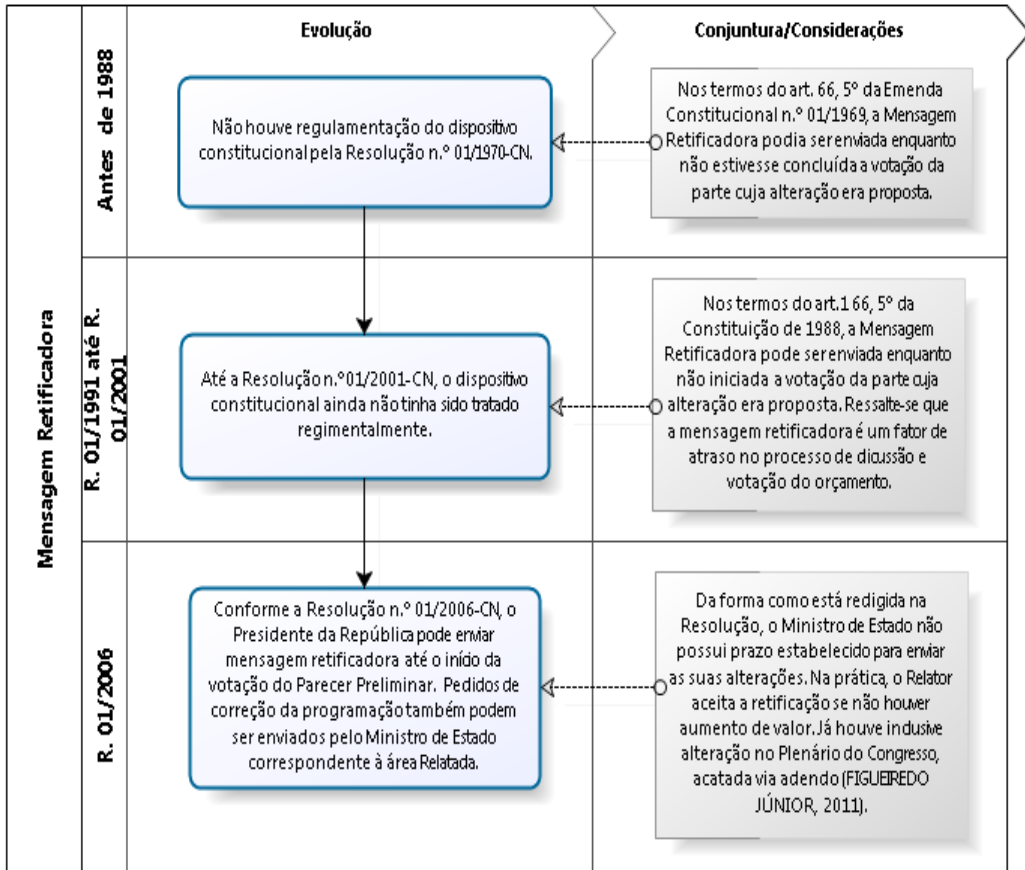 Evolução
Conjuntura/Considerações
Mensagem Retificadora
Antes de 1988
Não houve regulamentação do dispositivo
constitucional pela Resolução n.º 01/1970-CN.
Nos termos do art. 66, 5º da Emenda
Constitucional n.º 01/1969, a Mensagem
Retificadora podia ser enviada enquanto
não estivesse concluída a votação da
parte cuja alteração era proposta.
R. 01/1991 até R.
01/2001
Até a Resolução n.º01/2001-CN, o dispositivo
constitucional ainda não tinha sido tratado
regimentalmente.
Nos termos do art.166, 5º da
Constituição de 1988, a Mensagem
Retificadora pode ser enviada enquanto
não iniciada a votação da parte cuja
alteração era proposta. Ressalte-se que
a mensagem retificadora é um fator de
atraso no processo de dicussão e
votação do orçamento.
R. 01/2006
Conforme a Resolução n.º 01/2006-CN, o
Presidente da República pode enviar
mensagem retificadora até o início da
votação do Parecer Preliminar. Pedidos de
correção da programação também podem
ser enviados pelo Ministro de Estado
correspondente à área Relatada.
Da forma como está redigida na
Resolução, o Ministro de Estado não
possui prazo estabelecido para enviar
as suas alterações. Na prática, o Relator
aceita a retificação se não houver
aumento de valor. Já houve inclusive
alteração no Plenário do Congresso,
acatada via adendo (FIGUEIREDO
JÚNIOR, 2011).